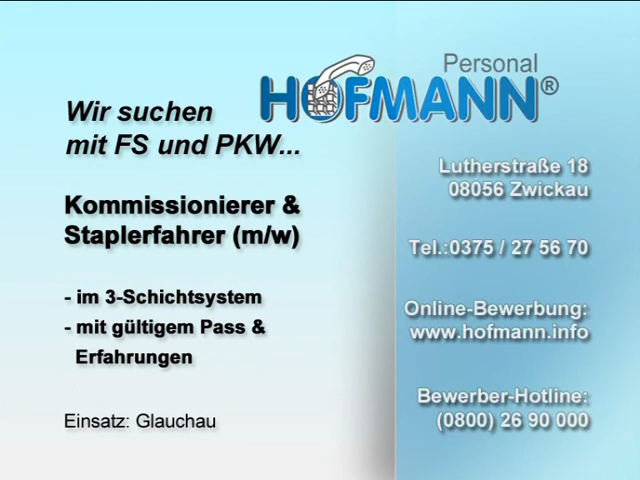 Personal
HOFMANN®
Wir suchen
mit FS und PKW...
Kommissionierer &
Staplerfahrer (m/w)
- im 3-Schichtsystem
- mit gültigem Pass &
Erfahrungen
Einsatz: Glauchau
Lutherstraße 18
08056 Zwickau
Tel.:0375 / 27 56 70
Online-Bewerbung:
www.hofmann.info
Bewerber-Hotline:
(0800) 26 90 000